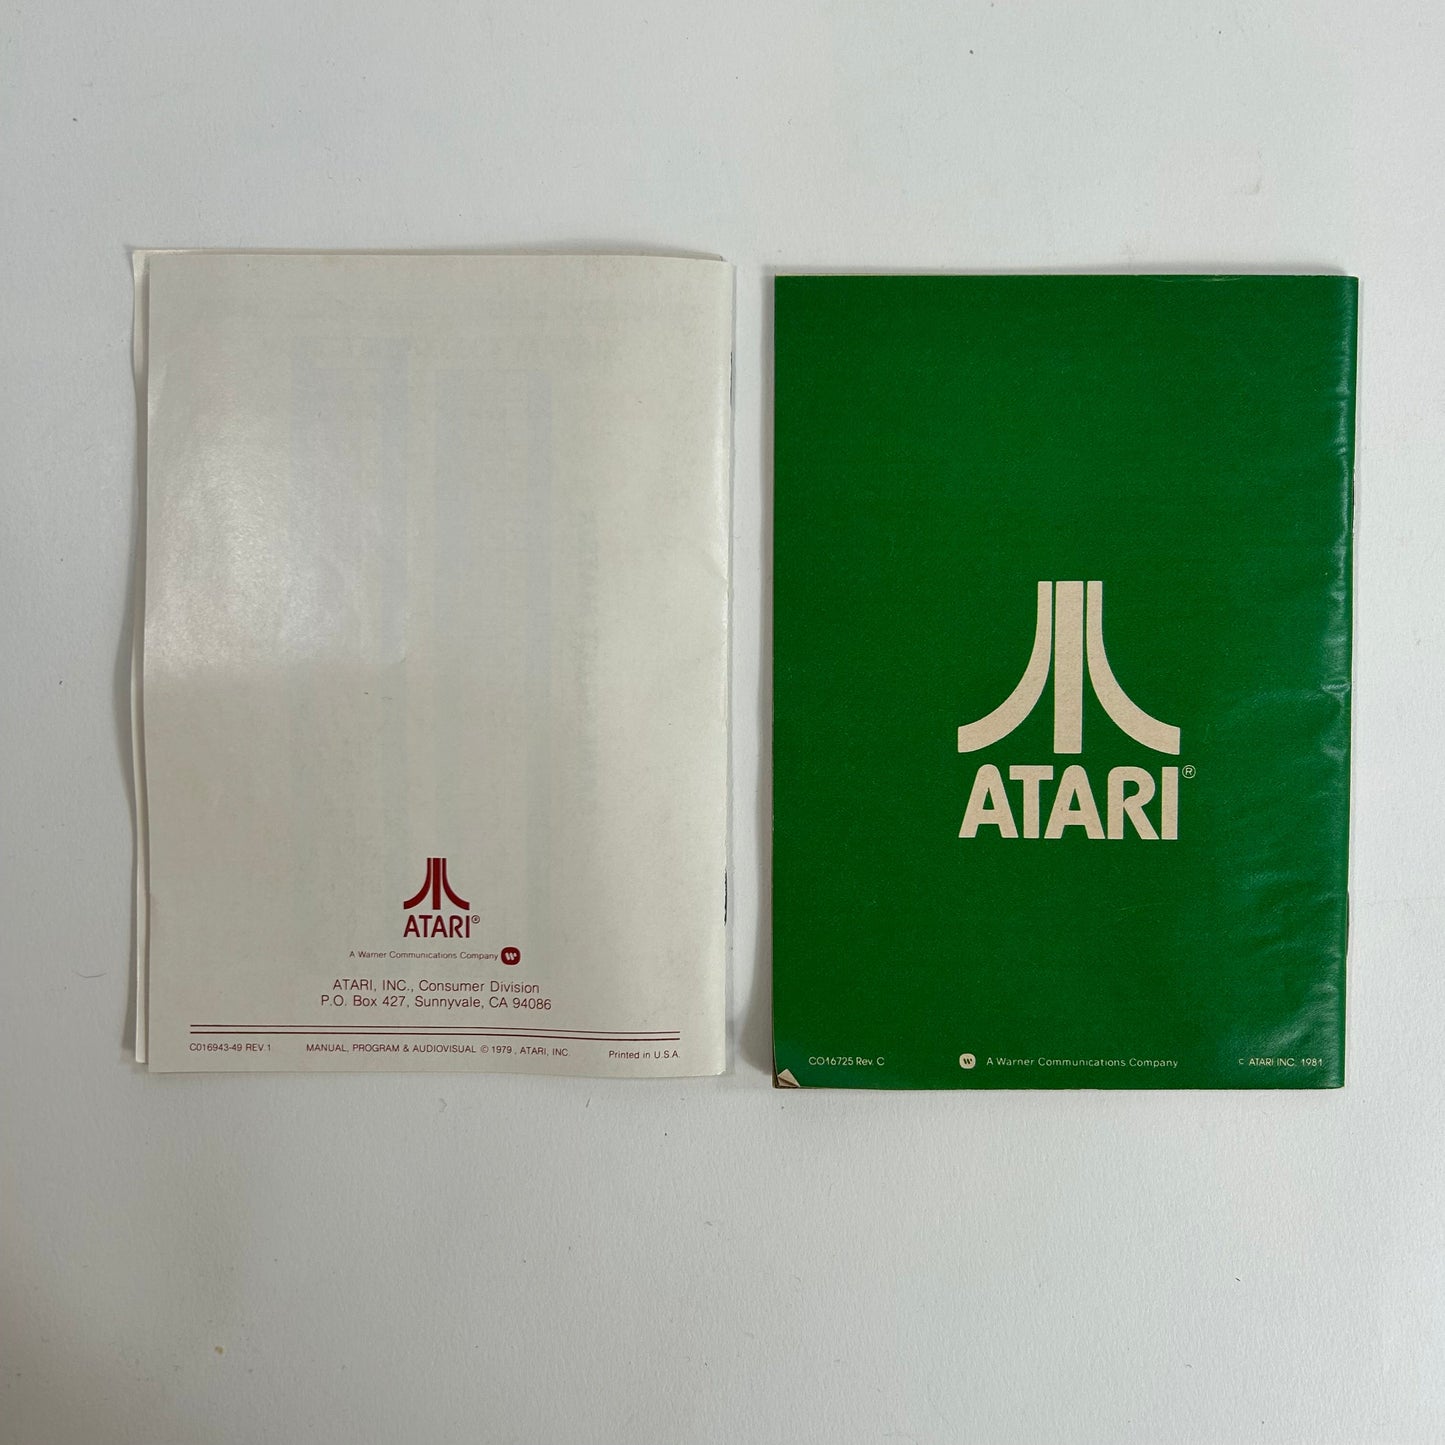 ATARI®
A Warner Communications Company W
ATARI, INC., Consumer Division
P.O. Box 427, Sunnyvale, CA 94086
C016943-49 REV 1 MANUAL, PROGRAM & AUDIOVISUAL © 1979, ATARI, INC. Printed in U.S.A.
ATARI®
CO16725 Rev. C W A Warner Communications Company © ATARI INC. 1981